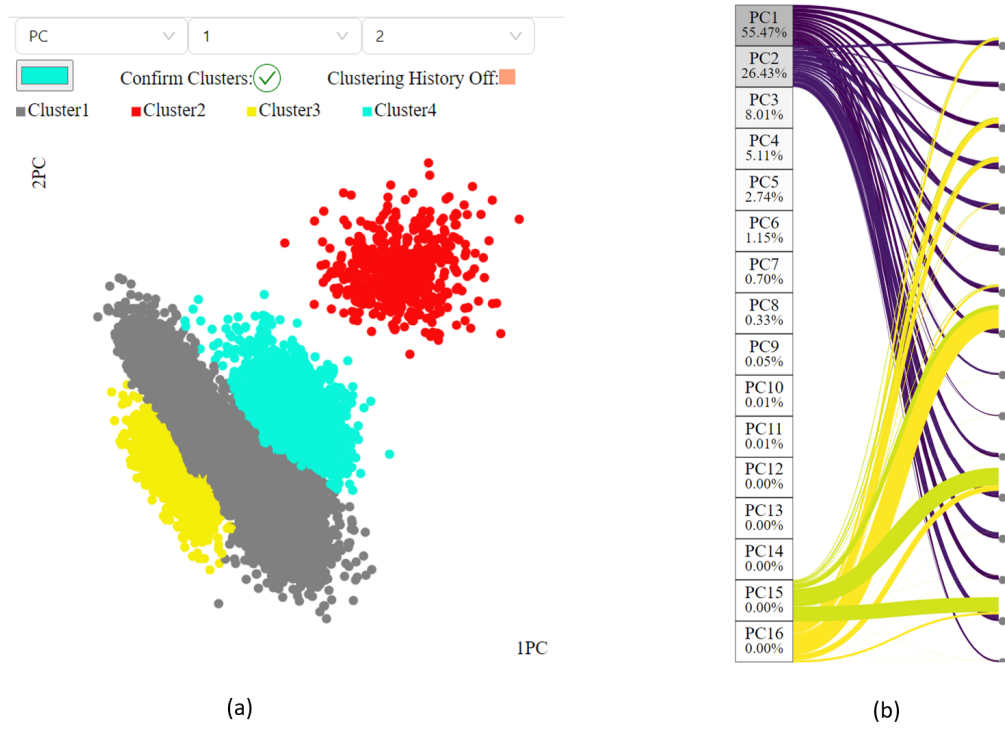 PC
1
2
Confirm Clusters:
Clustering History Off:
Cluster1
Cluster2
Cluster3
Cluster4
2PC
1PC
(a)
PC1
55.47%
PC2
26.43%
PC3
8.01%
PC4
5.11%
PC5
2.74%
PC6
1.15%
PC7
0.70%
PC8
0.33%
PC9
0.05%
PC10
0.01%
PC11
0.01%
PC12
0.00%
PC13
0.00%
PC14
0.00%
PC15
0.00%
PC16
0.00%
(b)